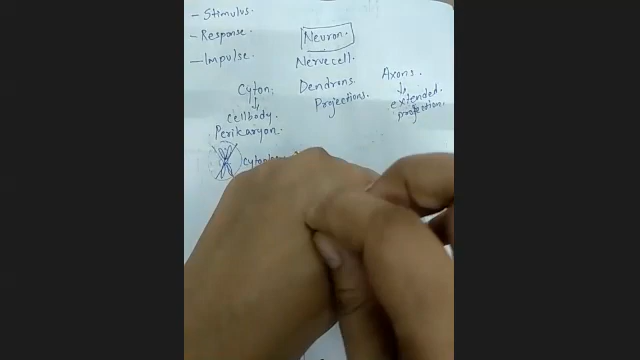 - Stimulus.
- Response.
- Impulse.
Neuron.
Nervecell.
Cyton.
↓
cellbody.
Perikaryon.
Dendrons.
Projections.
Axons.
↓
extended.
projection.